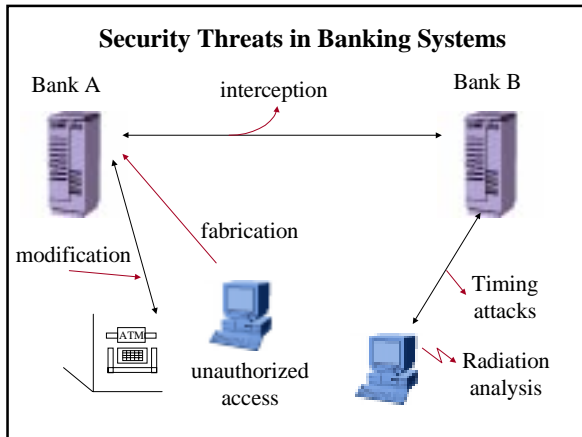 Security Threats in Banking Systems
Bank A
interception
Bank B
fabrication
modification
Timing
attacks
ATM
unauthorized
access
Radiation
analysis